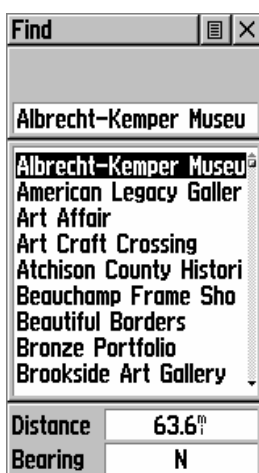 Find
Albrecht-Kemper Museu
Albrecht-Kemper Museu
American Legacy Galler
Art Affair
Art Craft Crossing
Atchison County Histori
Beauchamp Frame Sho
Beautiful Borders
Bronze Portfolio
Brookside Art Gallery
Distance 63.6m
Bearing N